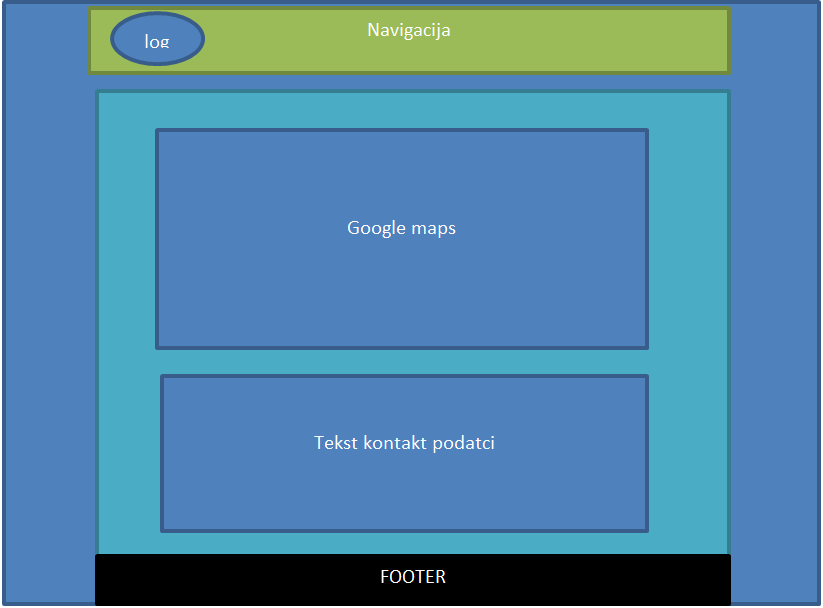 log
Navigacija
Google maps
Tekst kontakt podatci
FOOTER